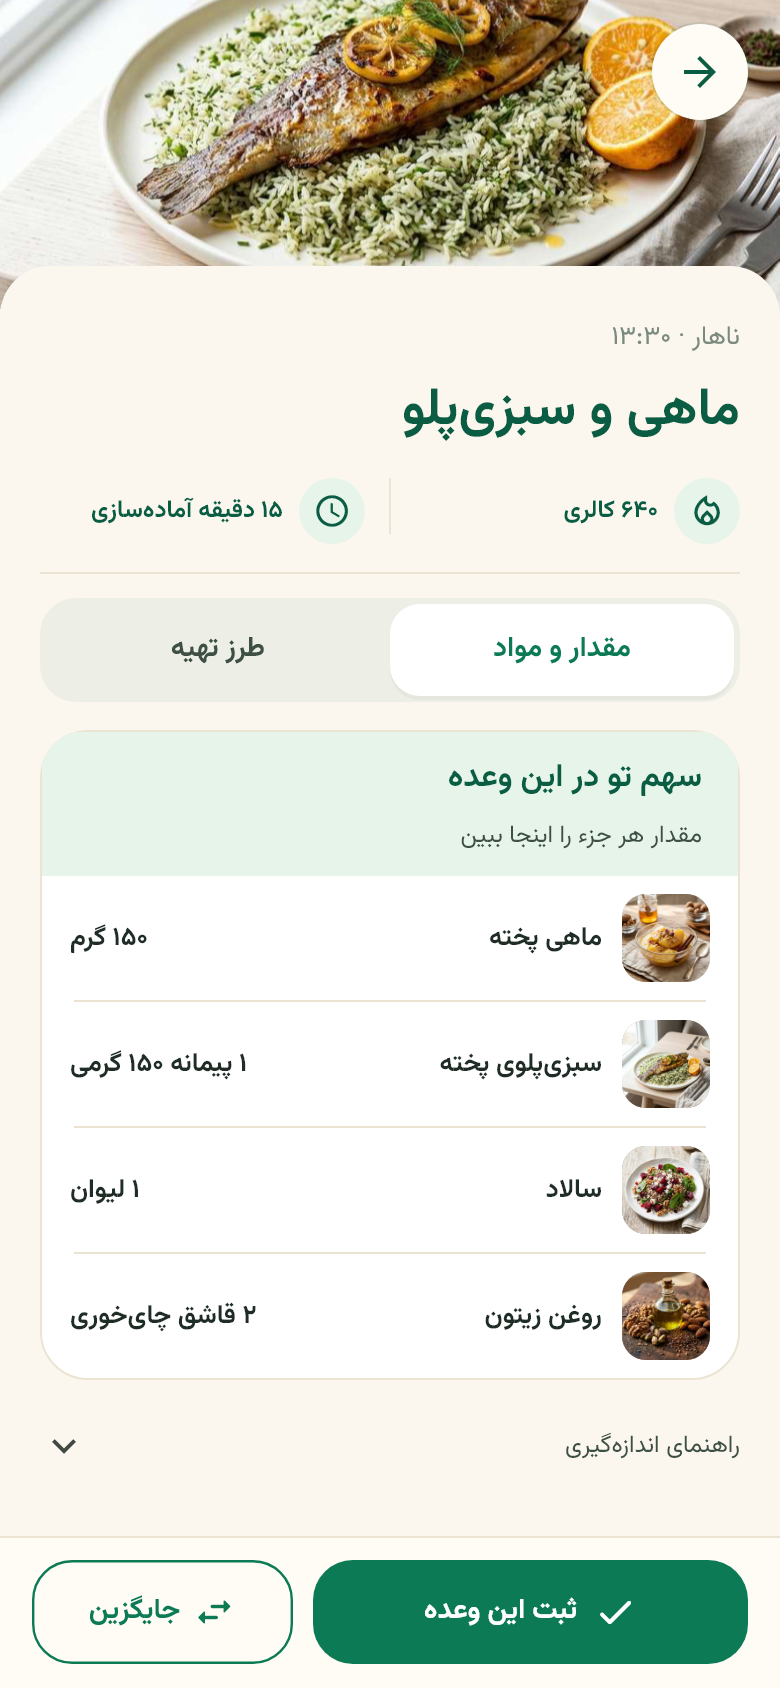 ناهار · ۱۳:۳۰
ماهی و سبزی‌پلو
۶۴۰ کالری
۱۵ دقیقه آماده‌سازی
مقدار و مواد
طرز تهیه
سهم تو در این وعده
مقدار هر جزء را اینجا ببین
ماهی پخته
۱۵۰ گرم
سبزی‌پلوی پخته
۱ پیمانه ۱۵۰ گرمی
سالاد
۱ لیوان
روغن زیتون
۲ قاشق چای‌خوری
راهنمای اندازه‌گیری
ثبت این وعده
جایگزین